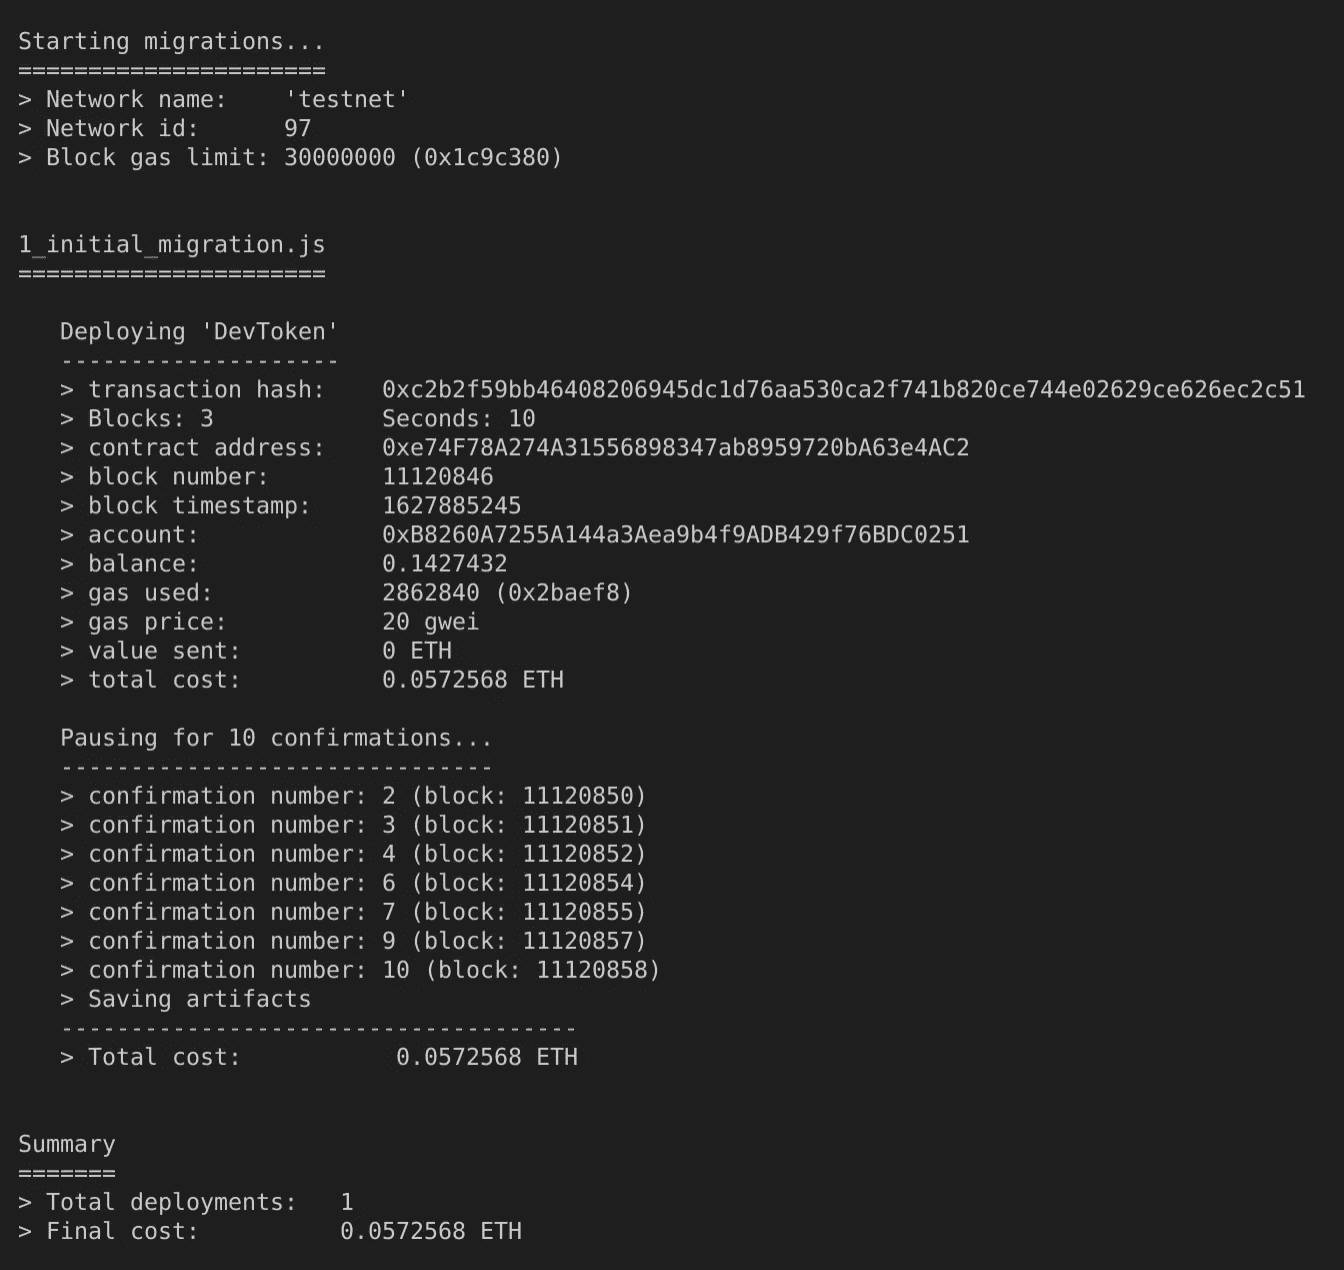 Starting migrations...
======================
> Network name:    'testnet'
> Network id:      97
> Block gas limit: 30000000 (0x1c9c380)
1_initial_migration.js
======================
Deploying 'DevToken'
--------------------
> transaction hash:    0xc2b2f59bb46408206945dc1d76aa530ca2f741b820ce744e02629ce626ec2c51
> Blocks: 3            Seconds: 10
> contract address:    0xe74F78A274A31556898347ab8959720bA63e4AC2
> block number:        11120846
> block timestamp:     1627885245
> account:             0xB8260A7255A144a3Aea9b4f9ADB429f76BDC0251
> balance:             0.1427432
> gas used:            2862840 (0x2baef8)
> gas price:           20 gwei
> value sent:          0 ETH
> total cost:          0.0572568 ETH
Pausing for 10 confirmations...
-------------------------------
> confirmation number: 2 (block: 11120850)
> confirmation number: 3 (block: 11120851)
> confirmation number: 4 (block: 11120852)
> confirmation number: 6 (block: 11120854)
> confirmation number: 7 (block: 11120855)
> confirmation number: 9 (block: 11120857)
> confirmation number: 10 (block: 11120858)
> Saving artifacts
-------------------------------------
> Total cost:           0.0572568 ETH
Summary
=======
> Total deployments:   1
> Final cost:          0.0572568 ETH